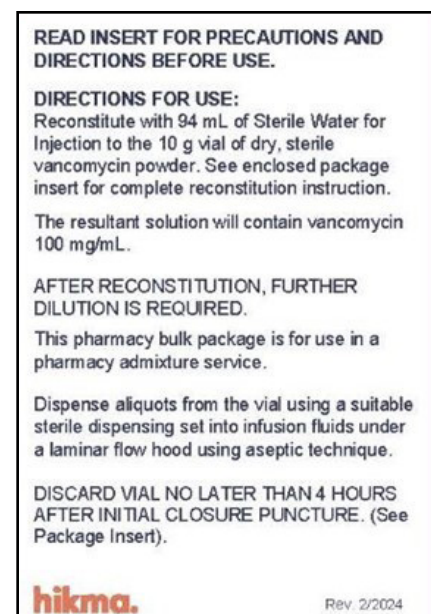 READ INSERT FOR PRECAUTIONS AND
DIRECTIONS BEFORE USE.
DIRECTIONS FOR USE:
Reconstitute with 94 mL of Sterile Water for
Injection to the 10 g vial of dry, sterile
vancomycin powder. See enclosed package
insert for complete reconstitution instruction.
The resultant solution will contain vancomycin
100 mg/mL.
AFTER RECONSTITUTION, FURTHER
DILUTION IS REQUIRED.
This pharmacy bulk package is for use in a
pharmacy admixture service.
Dispense aliquots from the vial using a suitable
sterile dispensing set into infusion fluids under
a laminar flow hood using aseptic technique.
DISCARD VIAL NO LATER THAN 4 HOURS
AFTER INITIAL CLOSURE PUNCTURE. (See
Package Insert).
hikma.
Rev. 2/2024